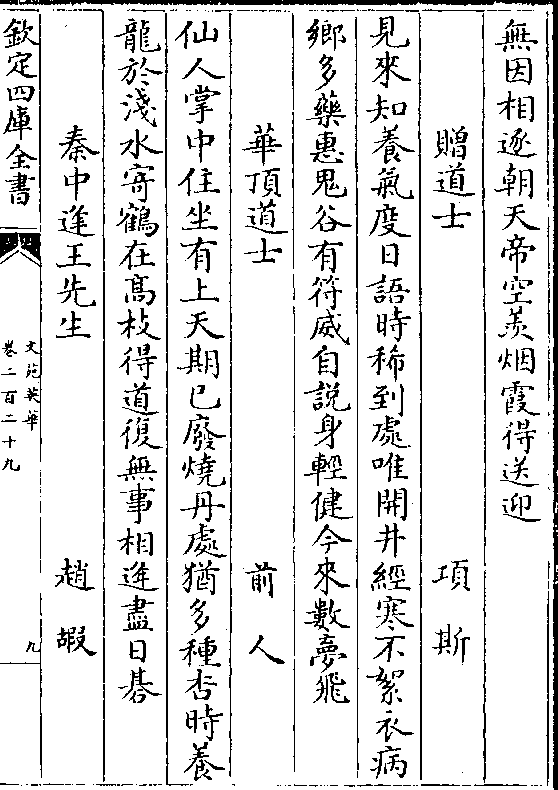 無因相逐朝天帝空羨烟霞得送迎
贈道士 項斯
見來知養氣度日語時稀到處唯開井經寒不絮衣病
鄉多藥惠鬼谷有符威自說身輕健今來數夢飛
華頂道士 前人
仙人掌中住坐有上天期已廢燒丹處猶多種杏時養
龍於淺水寄鶴在高枝得道復無事相逢盡日碁
秦中逢王先生 趙嘏
欽定四庫全書
文苑英華
卷二百二十九
九